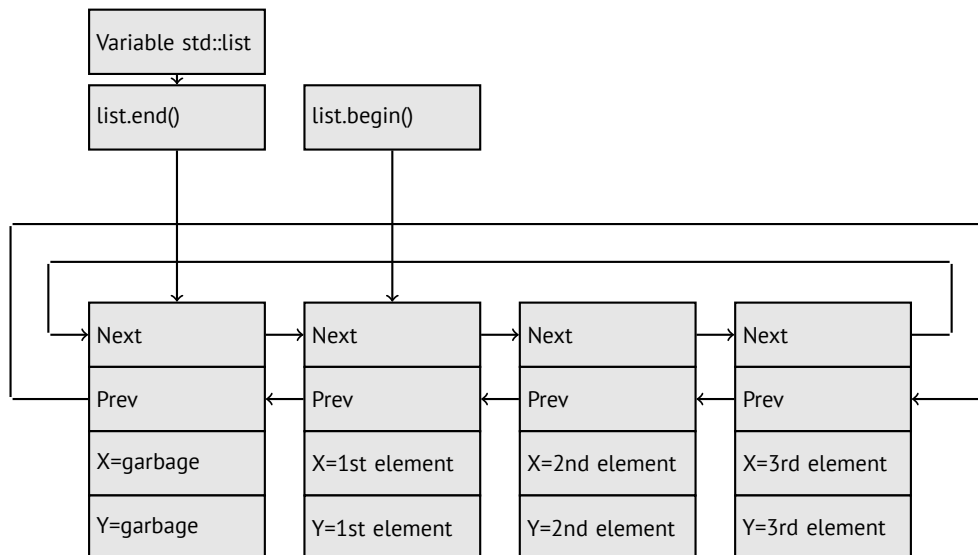 Variable std::list
list.end()
list.begin()
Next
Next
Next
Next
Prev
Prev
Prev
Prev
X=garbage
X=1st element
X=2nd element
X=3rd element
Y=garbage
Y=1st element
Y=2nd element
Y=3rd element